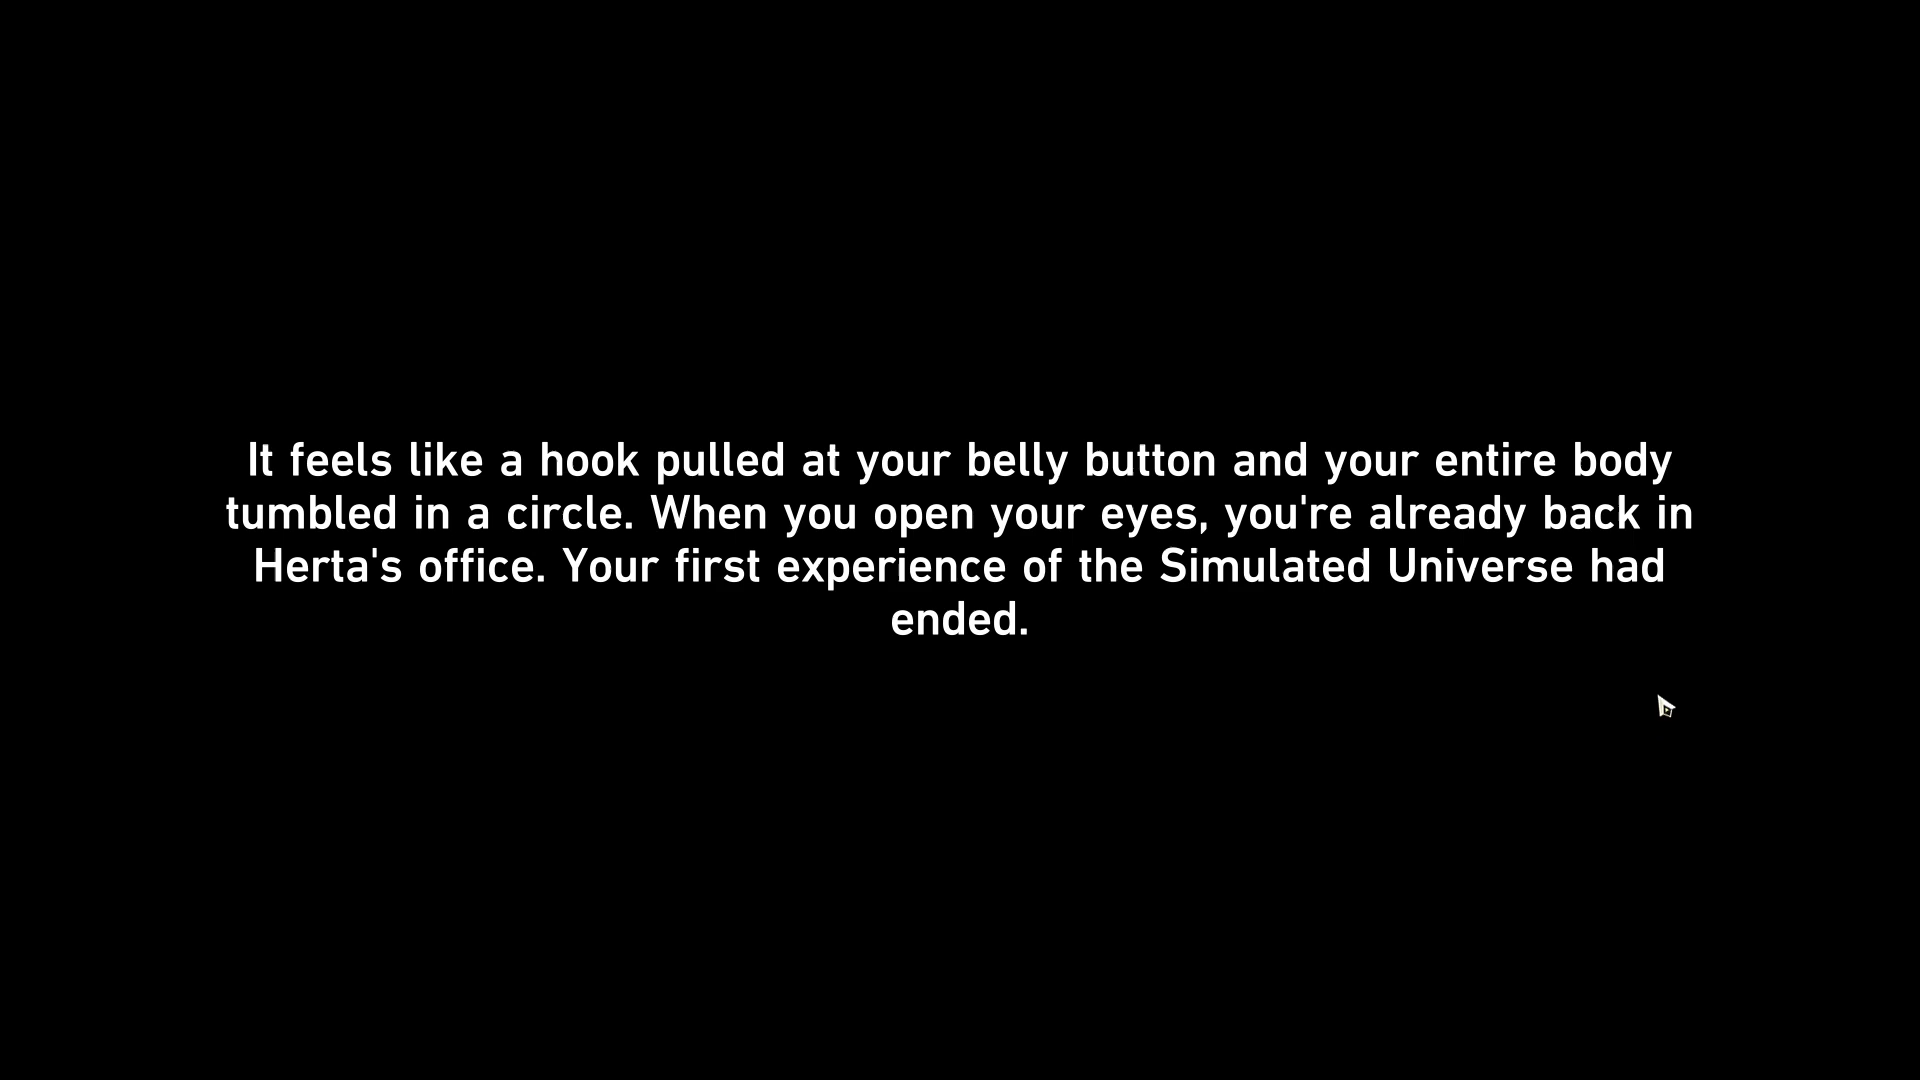 It feels like a hook pulled at your belly button and your entire body
tumbled in a circle. When you open your eyes, you're already back in
Herta's office. Your first experience of the Simulated Universe had
ended.